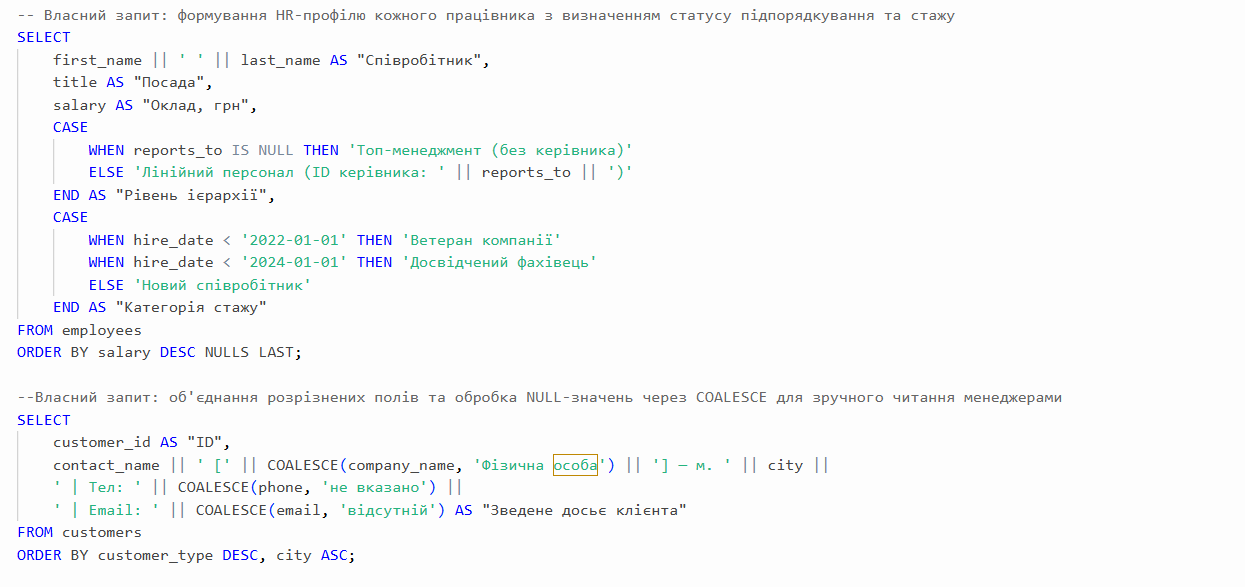 -- Власний запит: формування HR-профілю кожного працівника з визначенням статусу підпорядкування та стажу
SELECT
    first_name || ' ' || last_name AS "Співробітник",
    title AS "Посада",
    salary AS "Оклад, грн",
    CASE
        WHEN reports_to IS NULL THEN 'Топ-менеджмент (без керівника)'
        ELSE 'Лінійний персонал (ID керівника: ' || reports_to || ')'
    END AS "Рівень ієрархії",
    CASE
        WHEN hire_date < '2022-01-01' THEN 'Ветеран компанії'
        WHEN hire_date < '2024-01-01' THEN 'Досвідчений фахівець'
        ELSE 'Новий співробітник'
    END AS "Категорія стажу"
FROM employees
ORDER BY salary DESC NULLS LAST;
--Власний запит: об'єднання розрізнених полів та обробка NULL-значень через COALESCE для зручного читання менеджерами
SELECT
    customer_id AS "ID",
    contact_name || ' [' || COALESCE(company_name, 'Фізична особа') || '] — м. ' || city ||
    ' | Тел: ' || COALESCE(phone, 'не вказано') ||
    ' | Email: ' || COALESCE(email, 'відсутній') AS "Зведене досьє клієнта"
FROM customers
ORDER BY customer_type DESC, city ASC;